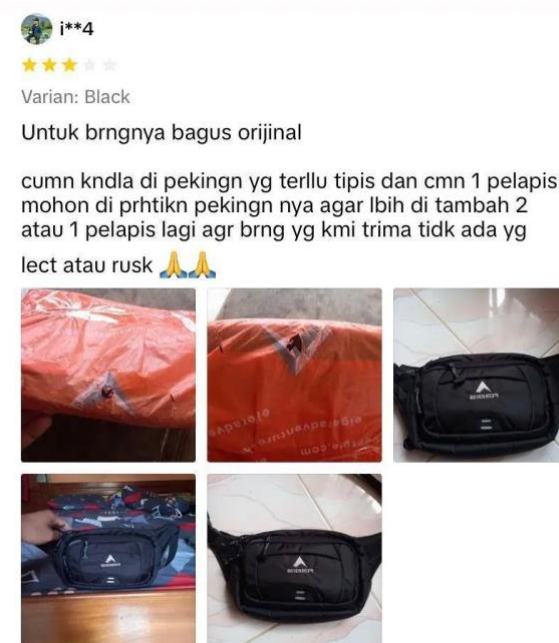 i**4
Varian: Black
Untuk brngnya bagus orijinal
cumn kndla di pekingn yg terllu tipis dan cmn 1 pelapis
mohon di prhtikn pekingn nya agar lbih di tambah 2
atau 1 pelapis lagi agr brng yg kmi trima tidk ada yg
lect atau rusk 🙏🙏